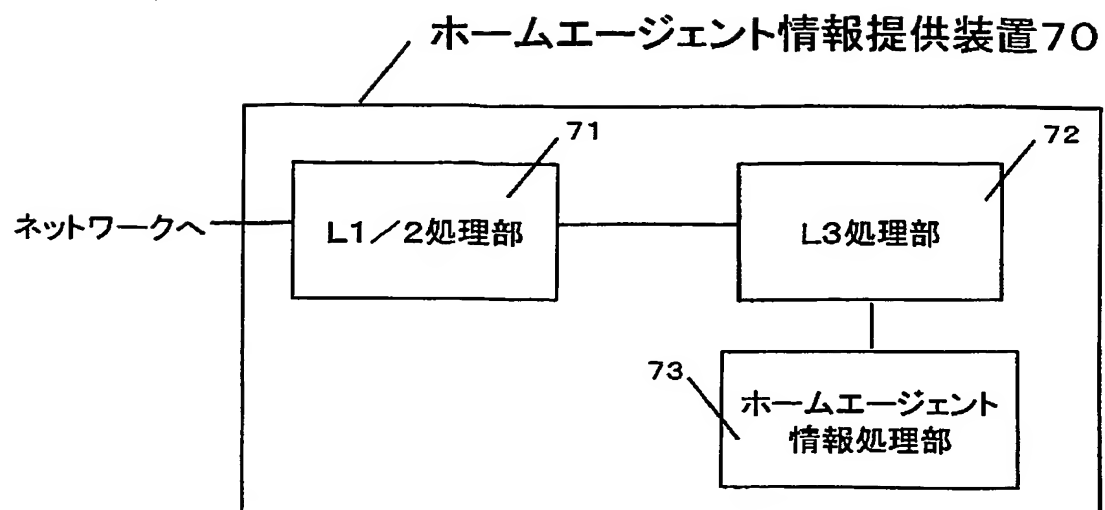 ホームエージェント情報提供装置70
71
72
ネットワークへ
L1／2処理部
L3処理部
73
ホームエージェント
情報処理部